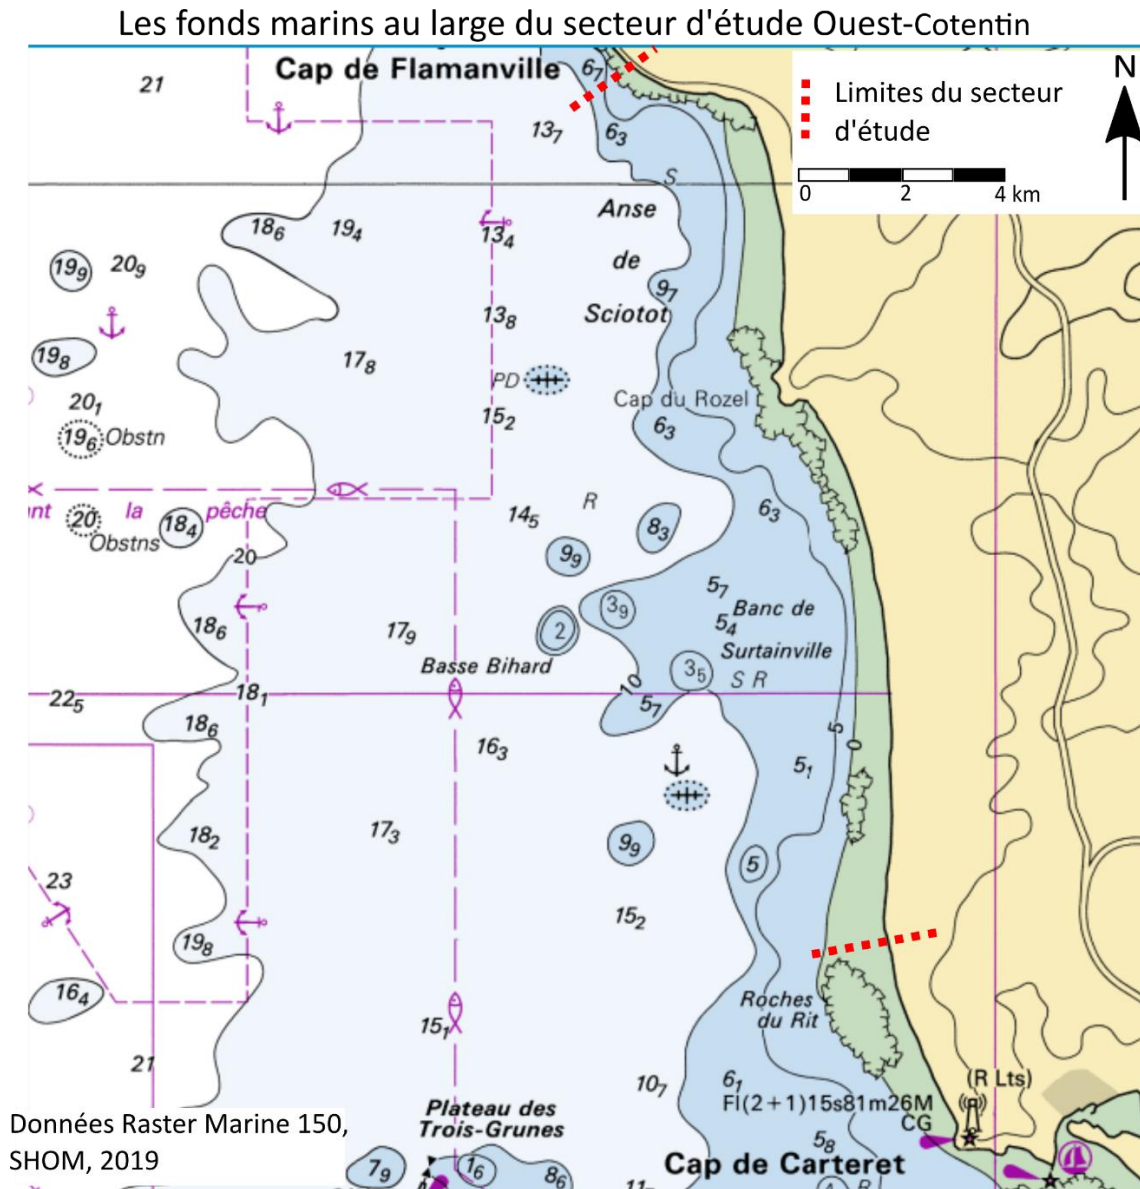 Les fonds marins au large du secteur d'étude Ouest-Cotentin
Cap de Flamanville
N
Limites du secteur
d'étude
0 2 4 km
21
6₇
13₇
6₃
S
Anse
de
Sciotot
18₆
19₄
13₄
19₉
20₉
9₇
13₈
19₈
17₈
PD
Cap du Rozel
20₁
15₂
6₃
19₆ Obstn
nt la pêche
20
Obstns
18₄
14₅
R
8₃
6₃
20
9₉
5₇
Banc de
5₄
Surtainville
3₉
18₆
17₉
2
Basse Bihard
3₅
S R
10
22₅
18₁
5₇
18₆
5
0
16₃
5₁
18₂
17₃
9₉
5
23
15₂
19₈
16₄
Roches
du Rit
15₁
21
10₇
6₁
(R Lts)
Fl(2+1)15s81m26M
CG
Plateau des
Trois-Grunes
5₈
Données Raster Marine 150,
SHOM, 2019
7₉
1₆
8₆
Cap de Carteret
11₇
4
R